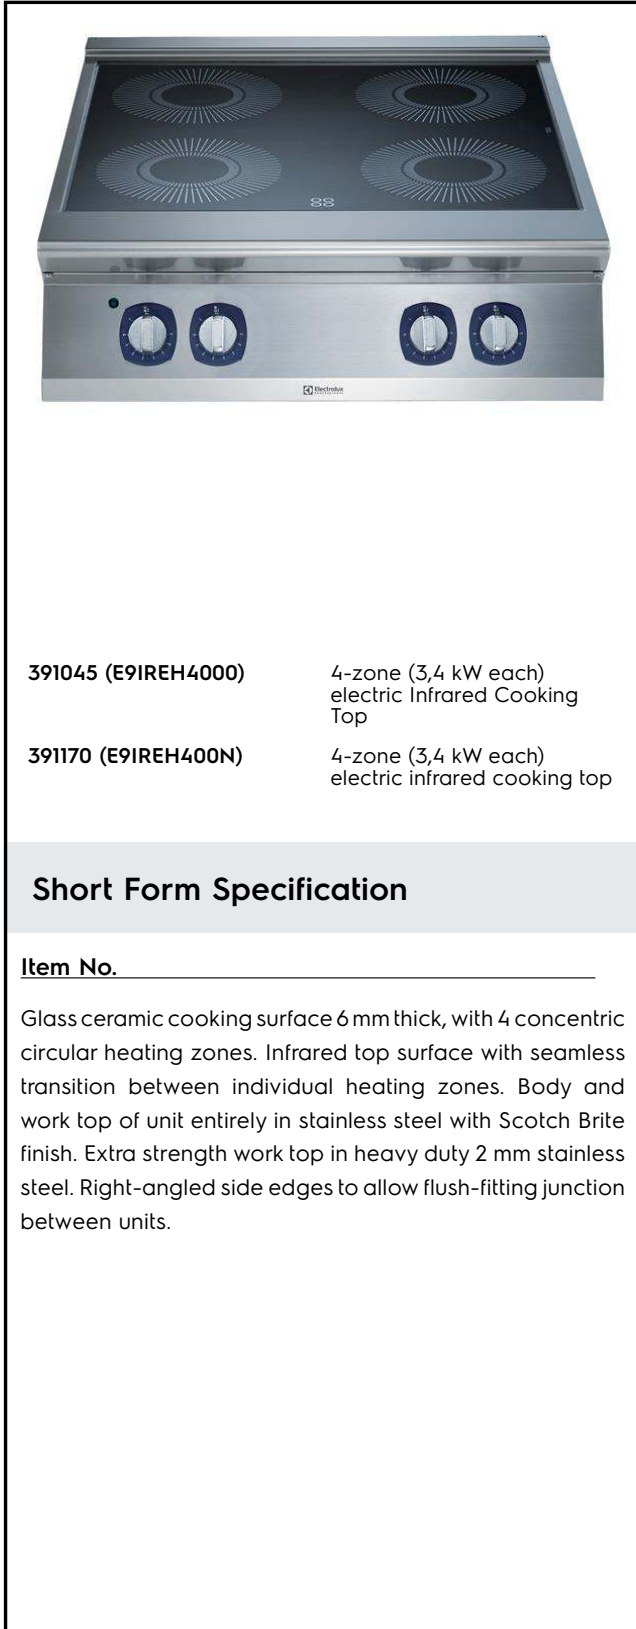 Electrolux
PROFESSIONAL
391045 (E9IREH4000)
4-zone (3,4 kW each)
electric Infrared Cooking
Top
391170 (E9IREH400N)
4-zone (3,4 kW each)
electric infrared cooking top
Short Form Specification
Item No.
Glass ceramic cooking surface 6 mm thick, with 4 concentric
circular heating zones. Infrared top surface with seamless
transition between individual heating zones. Body and
work top of unit entirely in stainless steel with Scotch Brite
finish. Extra strength work top in heavy duty 2 mm stainless
steel. Right-angled side edges to allow flush-fitting junction
between units.